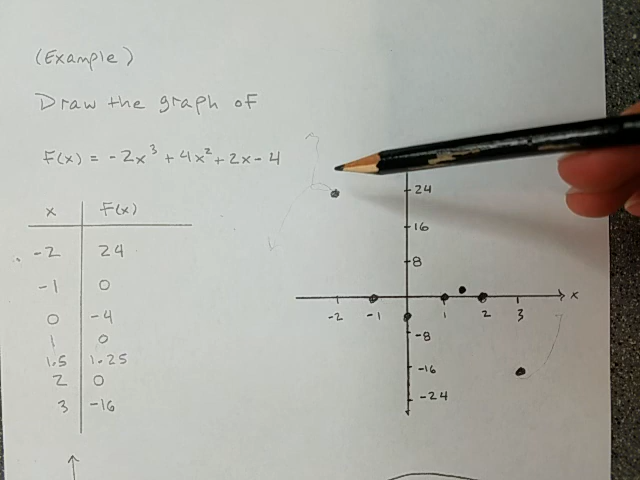 (Example)
Draw the graph of
F(x) = -2x³ + 4x² + 2x - 4
x F(x)
-2 24
-1 0
0 -4
1 0
1.5 1.25
2 0
3 -16
24
16
8
-2 -1 1 2 3 x
-8
-16
-24